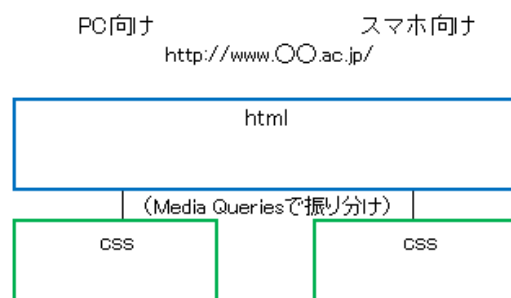 PC向け スマホ向け
http://www.〇〇.ac.jp/
html
(Media Queriesで振り分け)
css css